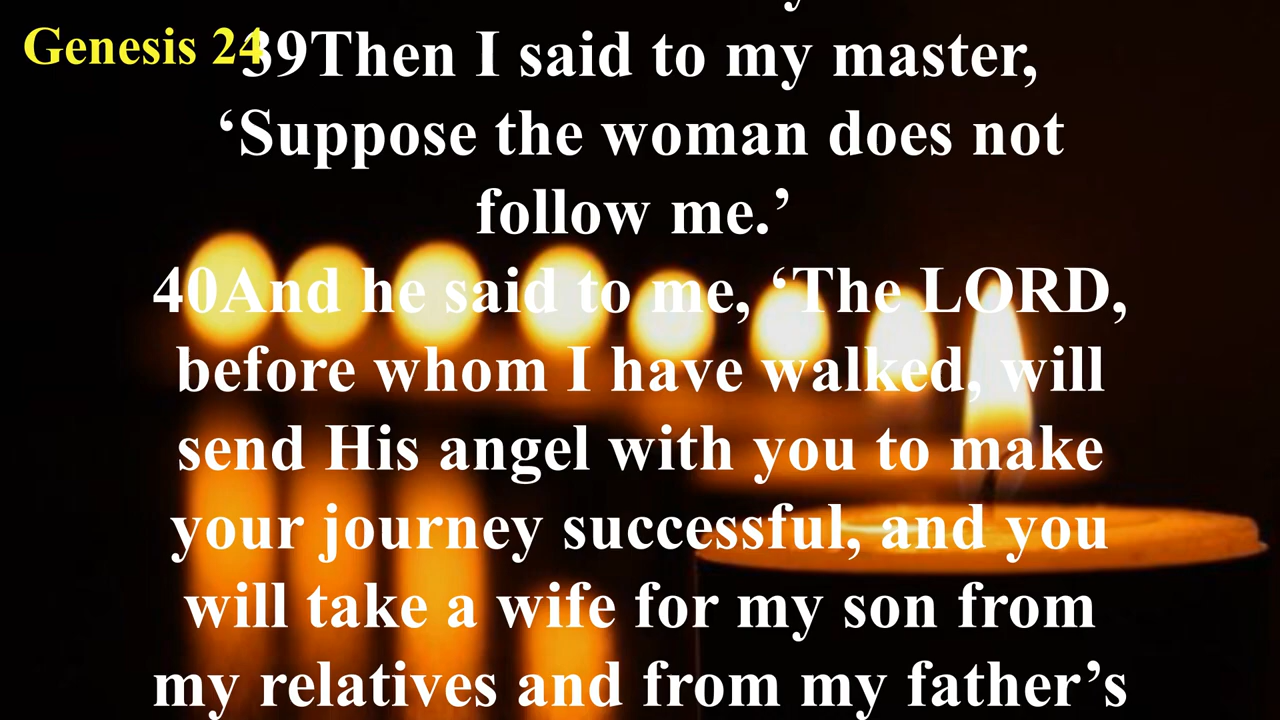 Genesis 24
39Then I said to my master,
‘Suppose the woman does not
follow me.’
40And he said to me, ‘The LORD,
before whom I have walked, will
send His angel with you to make
your journey successful, and you
will take a wife for my son from
my relatives and from my father’s